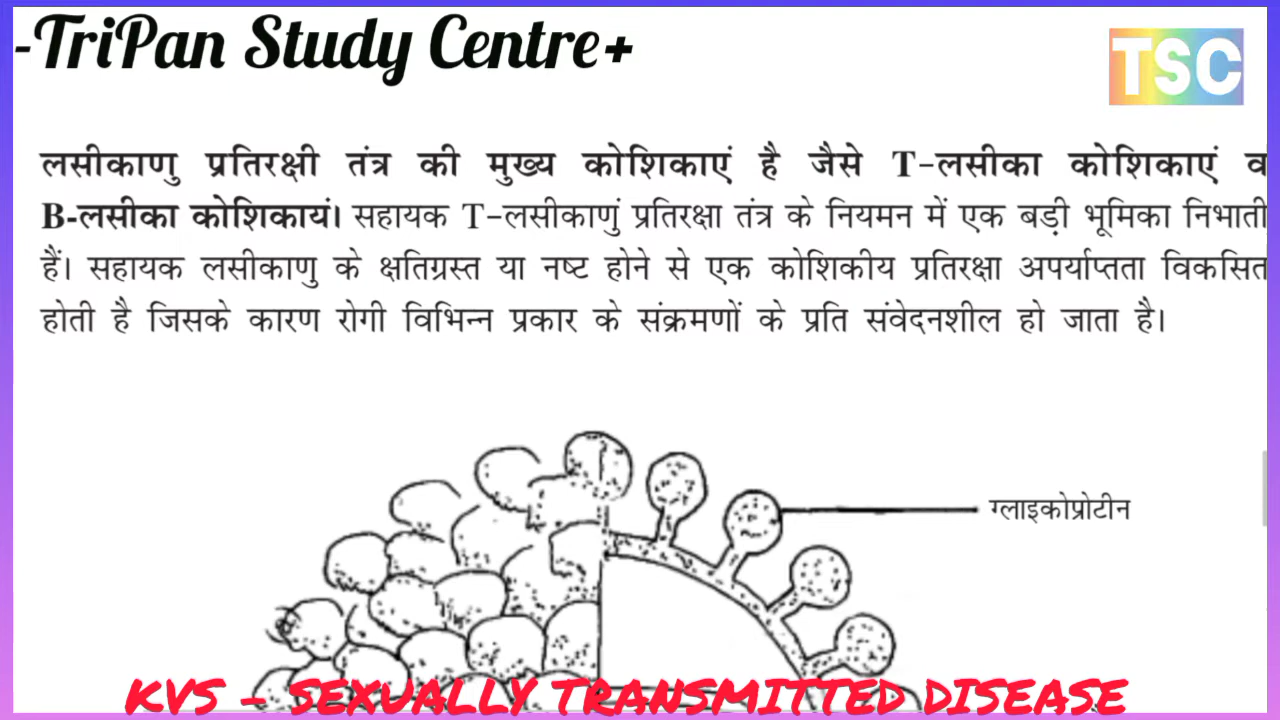 -TriPan Study Centre+
TSC
लसीकाणु प्रतिरक्षी तंत्र की मुख्य कोशिकाएं है जैसे T-लसीका कोशिकाएं व
B-लसीका कोशिकायं। सहायक T-लसीकाणुं प्रतिरक्षा तंत्र के नियमन में एक बड़ी भूमिका निभाती
हैं। सहायक लसीकाणु के क्षतिग्रस्त या नष्ट होने से एक कोशिकीय प्रतिरक्षा अपर्याप्तता विकसित
होती है जिसके कारण रोगी विभिन्न प्रकार के संक्रमणों के प्रति संवेदनशील हो जाता है।
ग्लाइकोप्रोटीन
KVS - SEXUALLY TRANSMITTED DISEASE